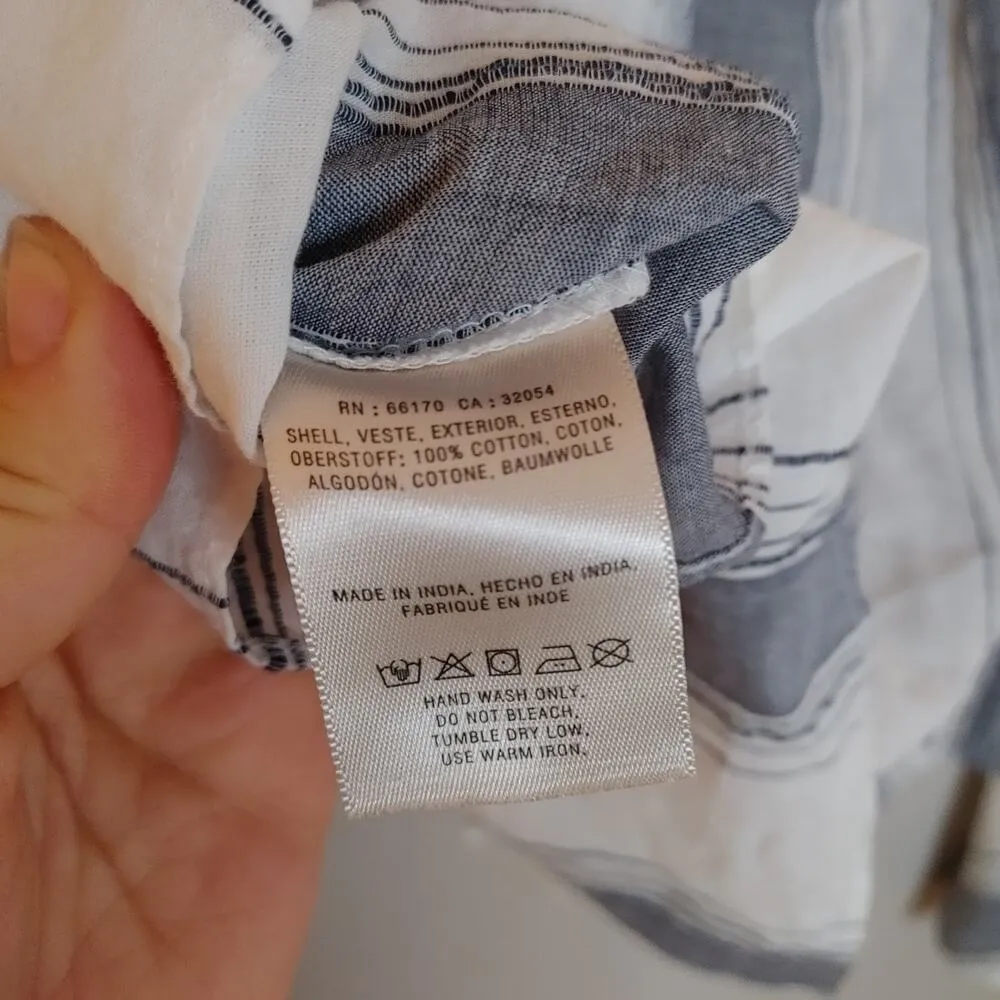 RN : 66170 CA : 32054
SHELL, VESTE, EXTERIOR, ESTERNO,
OBERSTOFF: 100% COTTON, COTON,
ALGODÓN, COTONE, BAUMWOLLE
MADE IN INDIA, HECHO EN INDIA,
FABRIQUÉ EN INDE
HAND WASH ONLY.
DO NOT BLEACH.
TUMBLE DRY LOW.
USE WARM IRON.